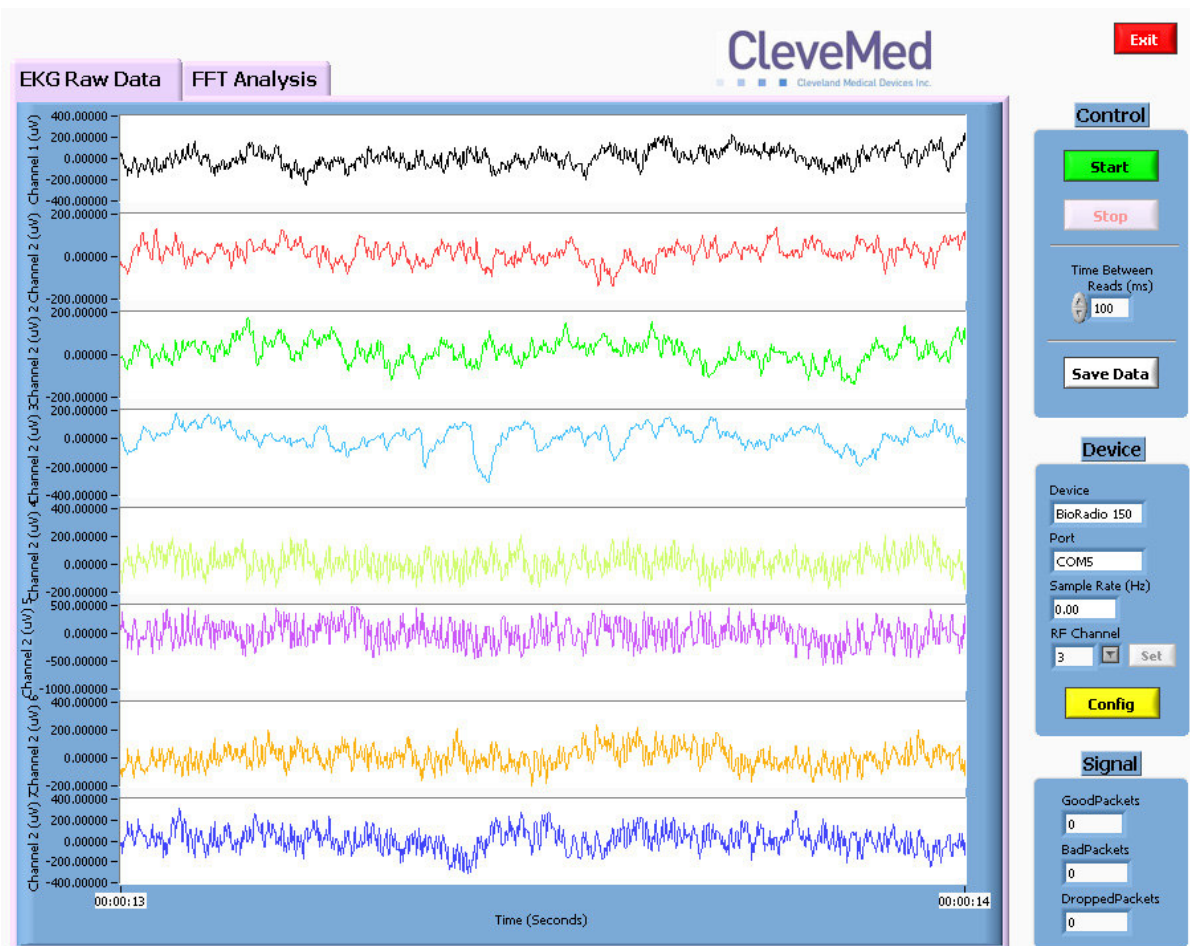 CleveMed
Cleveland Medical Devices Inc.
Exit
EKG Raw Data
FFT Analysis
Channel 1 (uV)
400.00000
200.00000
0.00000
-200.00000
-400.00000
Channel 2 (uV) 2
200.00000
0.00000
-200.00000
Channel 2 (uV) 3
200.00000
0.00000
-200.00000
Channel 2 (uV) 4
200.00000
0.00000
-200.00000
-400.00000
Channel 2 (uV) 5
400.00000
200.00000
0.00000
-200.00000
Channel 2 (uV) 6
500.00000
0.00000
-500.00000
-1000.00000
Channel 2 (uV) 7
400.00000
200.00000
0.00000
-200.00000
Channel 2 (uV)
400.00000
200.00000
0.00000
-200.00000
-400.00000
00:00:13
00:00:14
Time (Seconds)
Control
Start
Stop
Time Between
Reads (ms)
100
Save Data
Device
Device
BioRadio 150
Port
COM5
Sample Rate (Hz)
0.00
RF Channel
3
Set
Config
Signal
GoodPackets
0
BadPackets
0
DroppedPackets
0